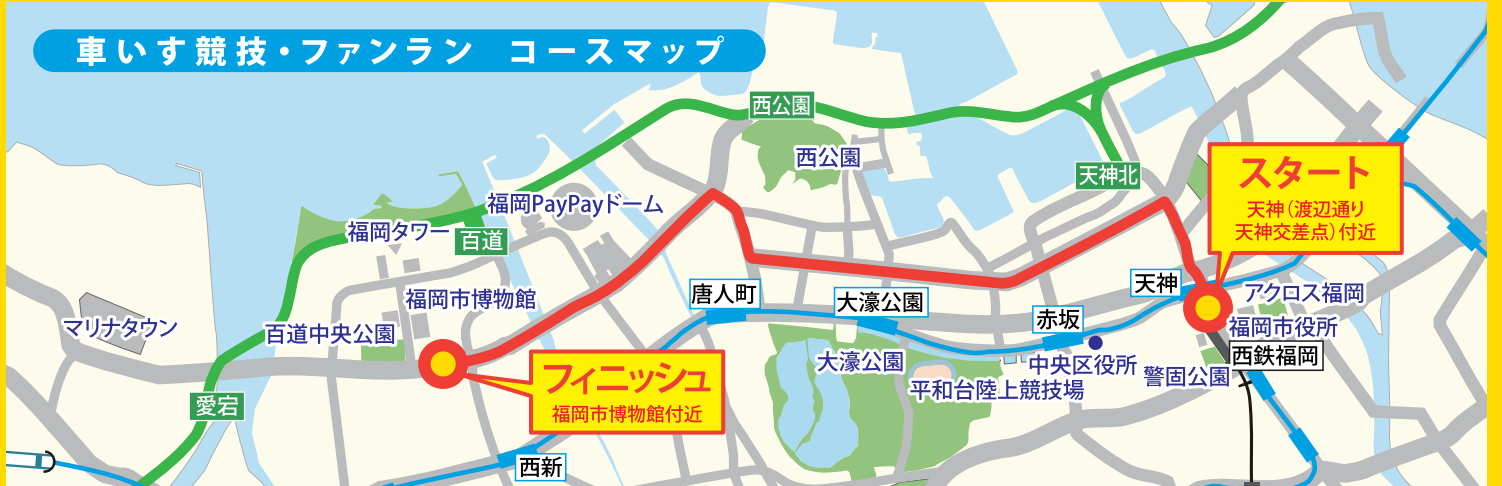 車いす競技・ファンラン　コースマップ
西公園
西公園
天神北
スタート
天神（渡辺通り
天神交差点）付近
福岡PayPayドーム
福岡タワー
百道
福岡市博物館
唐人町
大濠公園
天神
アクロス福岡
マリナタウン
百道中央公園
赤坂
福岡市役所
西鉄福岡
大濠公園
中央区役所
警固公園
平和台陸上競技場
フィニッシュ
福岡市博物館付近
愛宕
西新